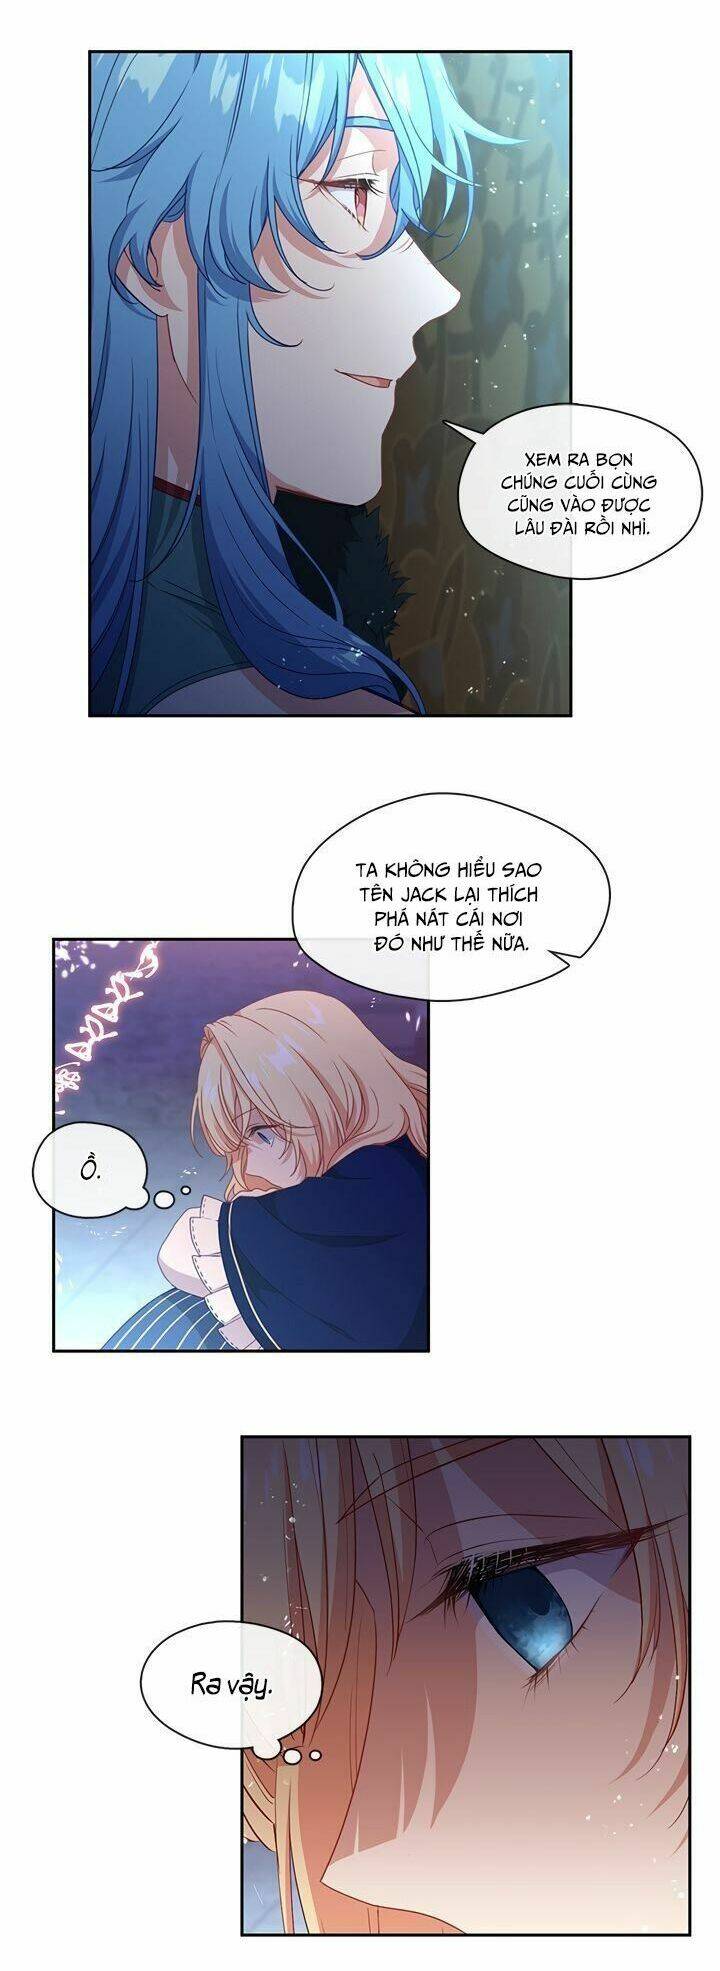 XEM RA BỌN
CHÚNG CUỐI CÙNG
CŨNG VÀO ĐƯỢC
LÂU ĐÀI RỒI NHỈ.
TA KHÔNG HIỂU SAO
TÊN JACK LẠI THÍCH
PHÁ NÁT CÁI NƠI
ĐÓ NHƯ THẾ NỮA.
Ồ.
Ra vậy.